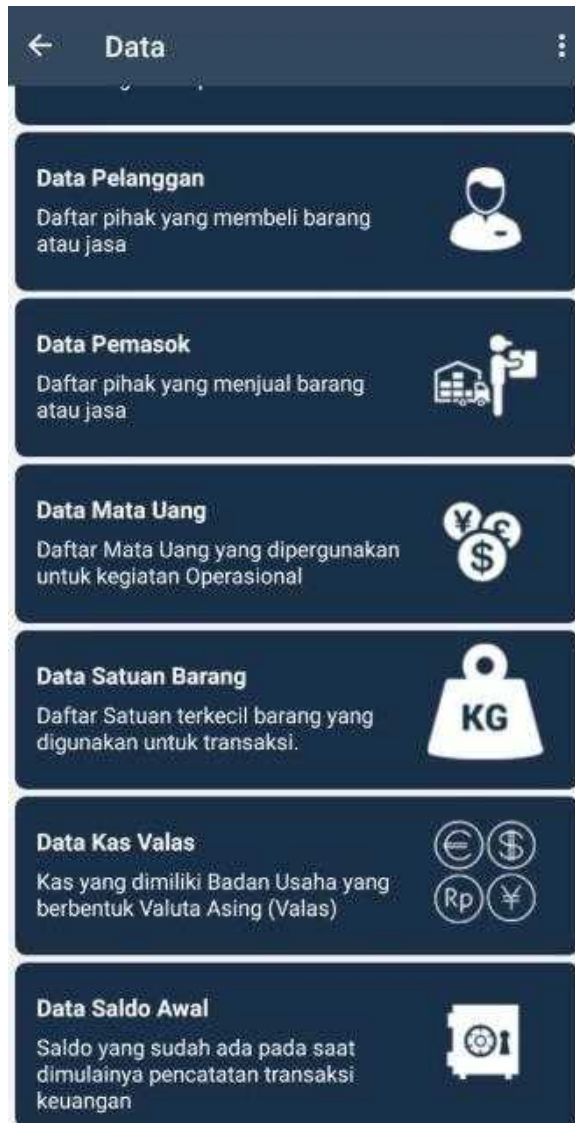 Data
Data Pelanggan
Daftar pihak yang membeli barang
atau jasa
Data Pemasok
Daftar pihak yang menjual barang
atau jasa
Data Mata Uang
Daftar Mata Uang yang dipergunakan
untuk kegiatan Operasional
Data Satuan Barang
Daftar Satuan terkecil barang yang
digunakan untuk transaksi.
KG
Data Kas Valas
Kas yang dimiliki Badan Usaha yang
berbentuk Valuta Asing (Valas)
Rp
Data Saldo Awal
Saldo yang sudah ada pada saat
dimulainya pencatatan transaksi
keuangan